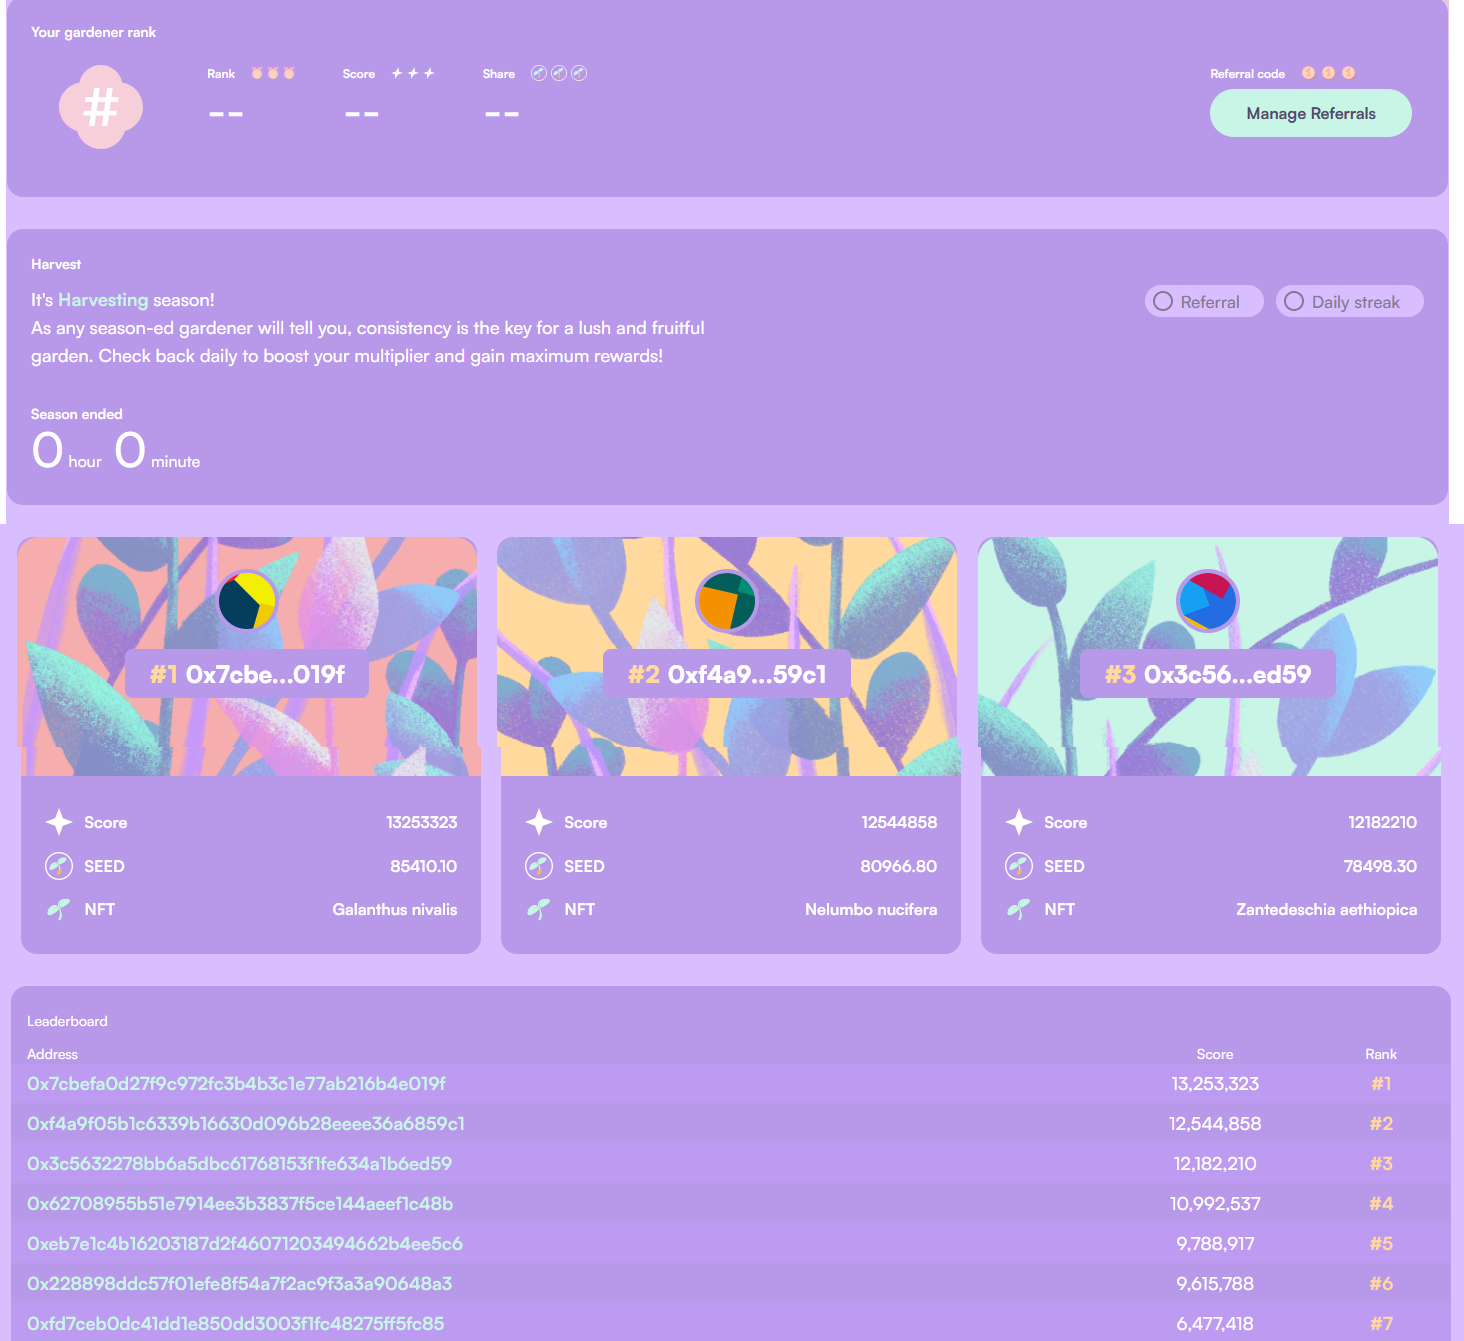 Your gardener rank
Rank
Score
Share
Referral code
#
--
--
--
Manage Referrals
Harvest
It's Harvesting season!
Referral
Daily streak
As any season-ed gardener will tell you, consistency is the key for a lush and fruitful
garden. Check back daily to boost your multiplier and gain maximum rewards!
Season ended
0 hour 0 minute
#1 0x7cbe...019f
Score 13253323
SEED 85410.10
NFT Galanthus nivalis
#2 0xf4a9...59c1
Score 12544858
SEED 80966.80
NFT Nelumbo nucifera
#3 0x3c56...ed59
Score 12182210
SEED 78498.30
NFT Zantedeschia aethiopica
Leaderboard
Address Score Rank
0x7cbefa0d27f9c972fc3b4b3c1e77ab216b4e019f 13,253,323 #1
0xf4a9f05b1c6339b16630d096b28eeee36a6859c1 12,544,858 #2
0x3c5632278bb6a5dbc61768153f1fe634a1b6ed59 12,182,210 #3
0x62708955b51e7914ee3b3837f5ce144aeef1c48b 10,992,537 #4
0xeb7e1c4b16203187d2f46071203494662b4ee5c6 9,788,917 #5
0x228898ddc57f01efe8f54a7f2ac9f3a3a90648a3 9,615,788 #6
0xfd7ceb0dc41dd1e850dd3003f1fc48275ff5fc85 6,477,418 #7